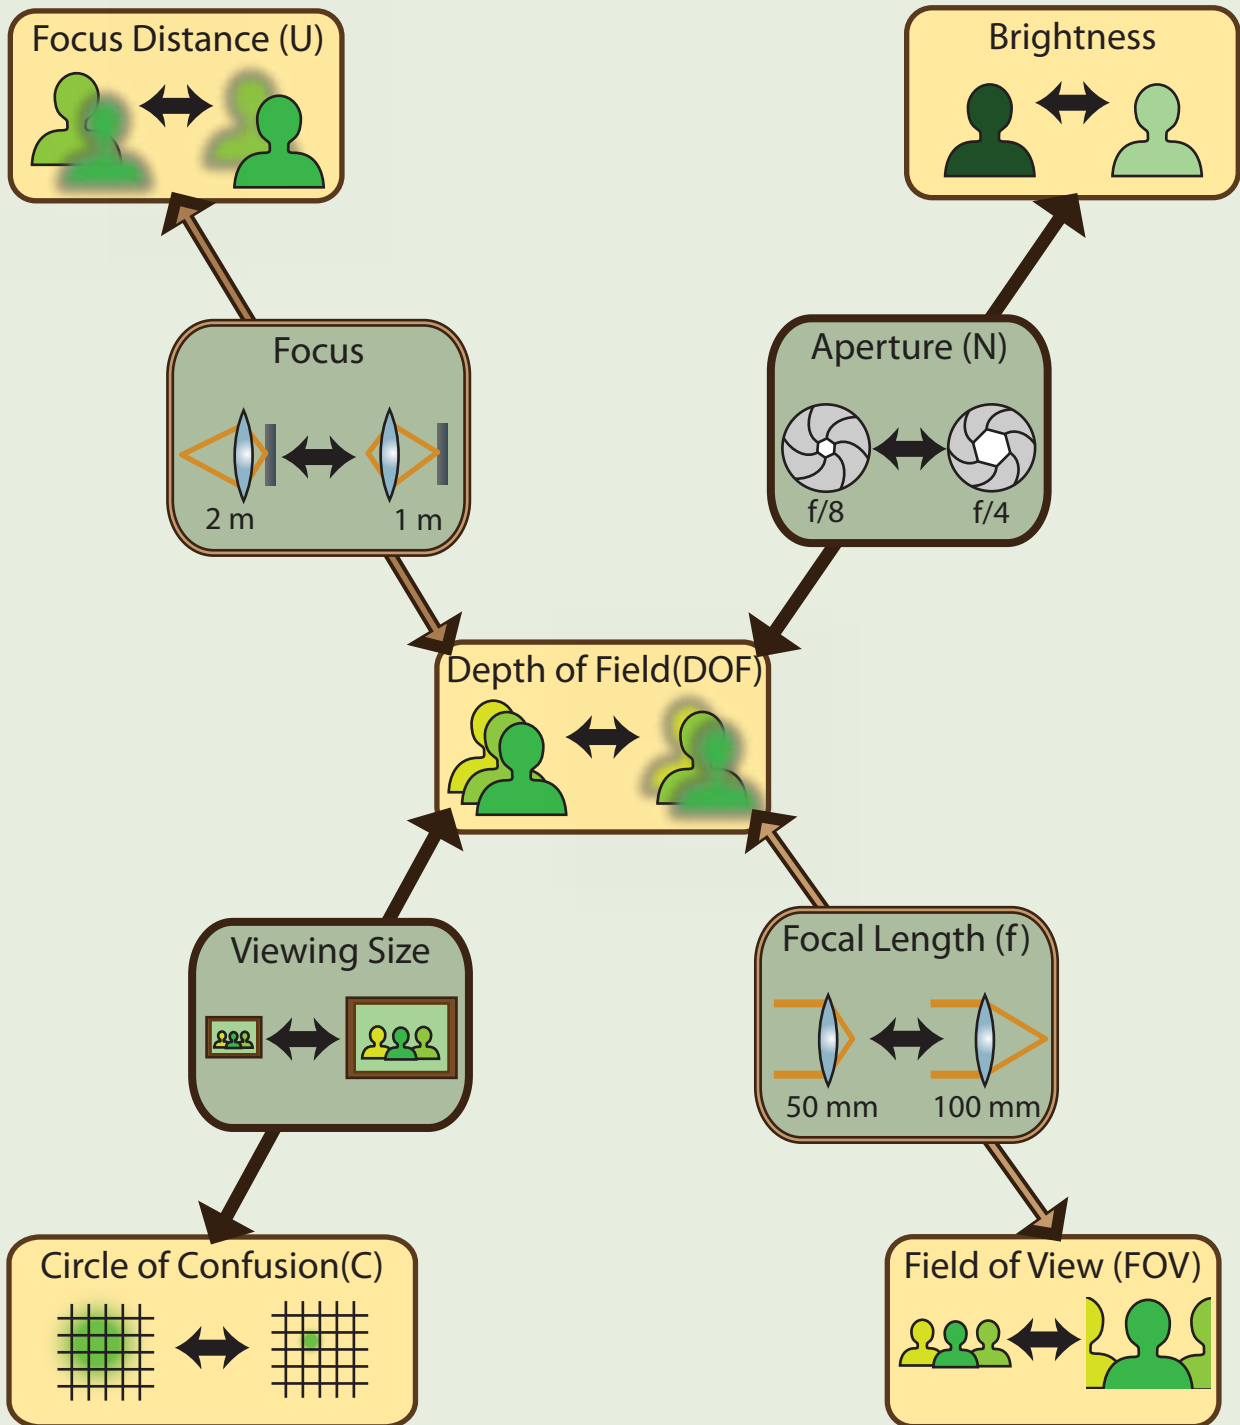 Focus Distance (U)
Brightness
Focus
2 m
1 m
Aperture (N)
f/8
f/4
Depth of Field(DOF)
Viewing Size
Focal Length (f)
50 mm
100 mm
Circle of Confusion(C)
Field of View (FOV)